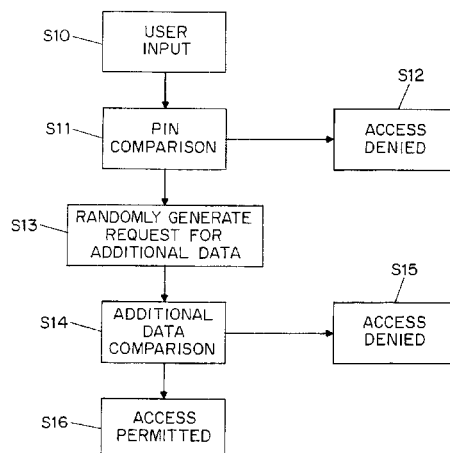 S10
USER
INPUT
S12
S11
PIN
COMPARISON
ACCESS
DENIED
S13
RANDOMLY GENERATE
REQUEST FOR
ADDITIONAL DATA
S15
S14
ADDITIONAL
DATA
COMPARISON
ACCESS
DENIED
S16
ACCESS
PERMITTED